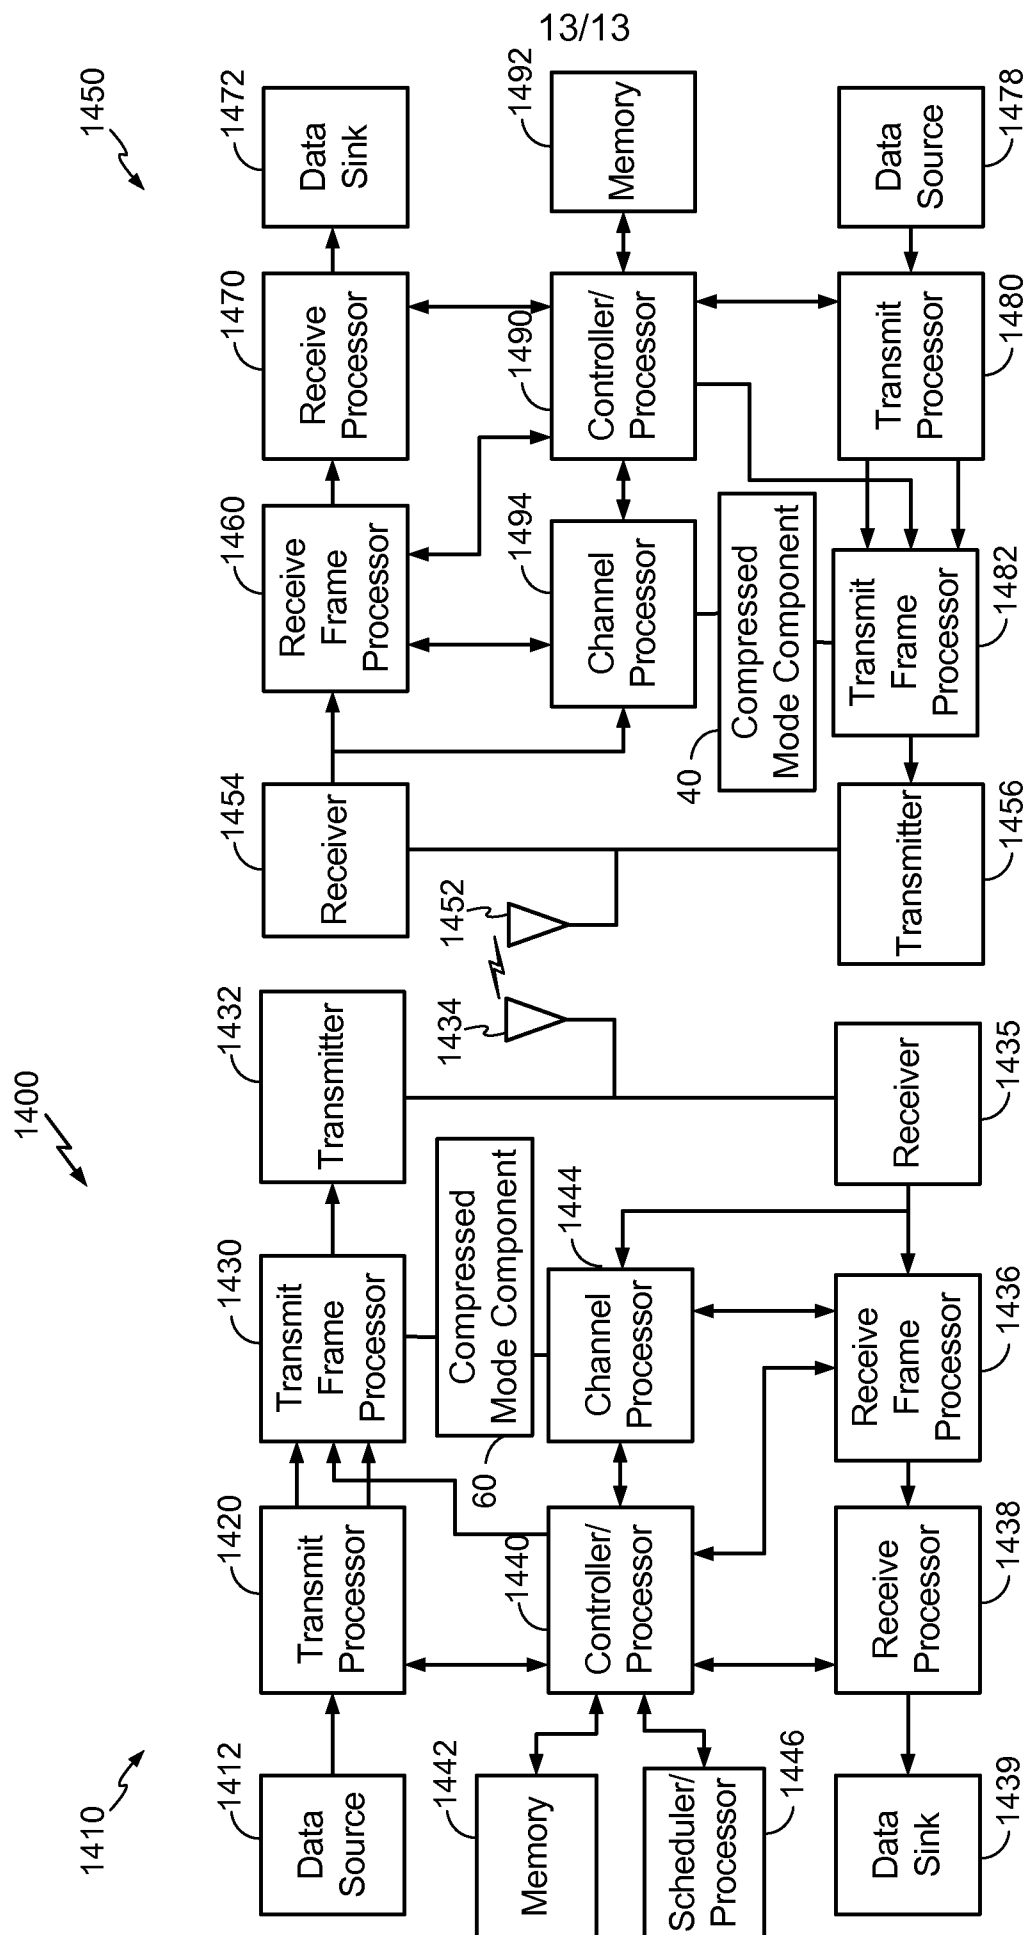 13/13
1400
1410
1450
1412
Data
Source
1420
Transmit
Processor
1430
Transmit
Frame
Processor
1432
Transmitter
1454
Receiver
1460
Receive
Frame
Processor
1470
Receive
Processor
1472
Data
Sink
Compressed
Mode Component
60
1434
1452
1442
Memory
1446
Scheduler/
Processor
1440
Controller/
Processor
1444
Channel
Processor
1494
Channel
Processor
1490
Controller/
Processor
1492
Memory
40
Compressed
Mode Component
Data
Sink
1439
Receive
Processor
1438
Receive
Frame
Processor
1436
Receiver
1435
Transmitter
1456
Transmit
Frame
Processor
1482
Transmit
Processor
1480
Data
Source
1478